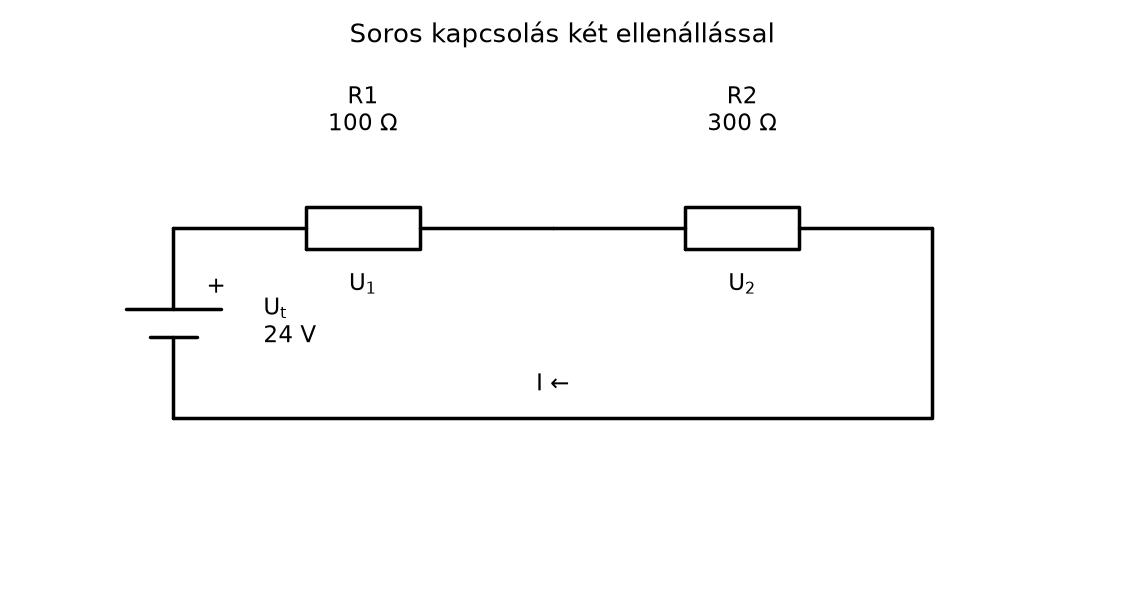 Soros kapcsolás két ellenállással
R1
100 Ω
R2
300 Ω
U₁
U₂
+
Uₜ
24 V
I ←